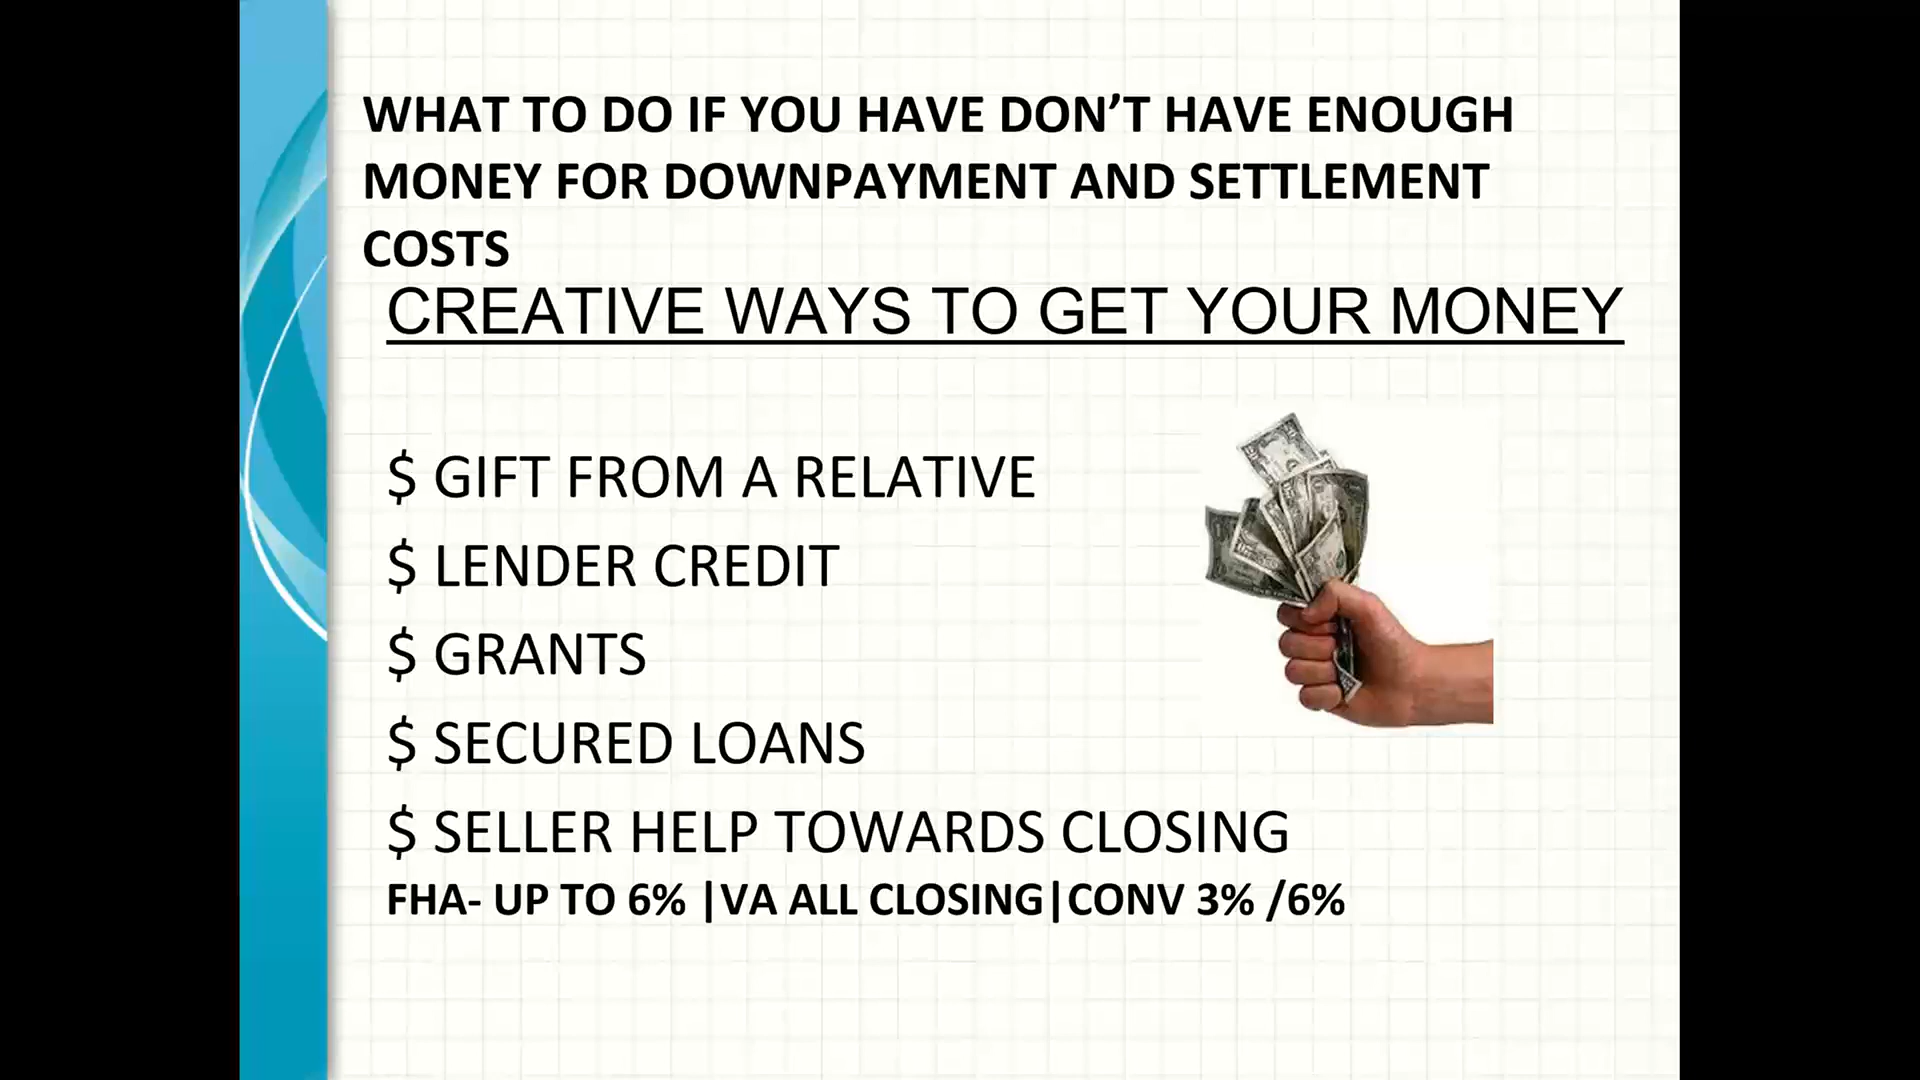 WHAT TO DO IF YOU HAVE DON’T HAVE ENOUGH
MONEY FOR DOWNPAYMENT AND SETTLEMENT
COSTS
CREATIVE WAYS TO GET YOUR MONEY
$ GIFT FROM A RELATIVE
$ LENDER CREDIT
$ GRANTS
$ SECURED LOANS
$ SELLER HELP TOWARDS CLOSING
FHA- UP TO 6% |VA ALL CLOSING|CONV 3% /6%